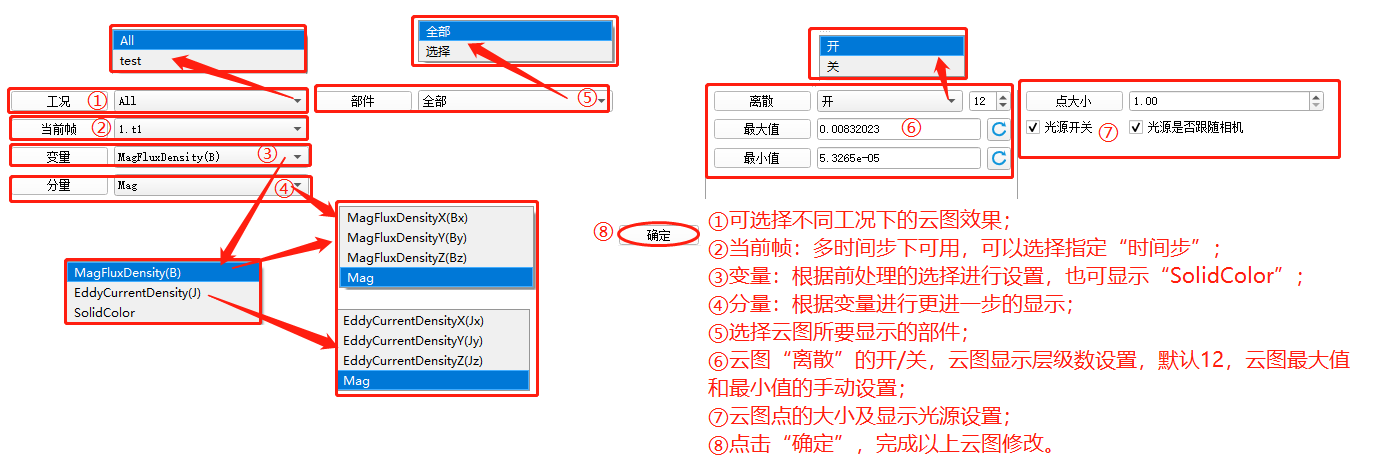 All
test
全部
选择
开
关
工况 ① All
部件 全部 ⑤
离散 开 12
点大小 1.00
当前帧 ② 1.t1
最大值 0.00832023 ⑥
光源开关 ⑦ 光源是否跟随相机
变量 MagFluxDensity(B) ③
最小值 5.3265e-05
分量 Mag ④
MagFluxDensityX(Bx)
MagFluxDensityY(By)
MagFluxDensityZ(Bz)
Mag
MagFluxDensity(B)
EddyCurrentDensity(J)
SolidColor
EddyCurrentDensityX(Jx)
EddyCurrentDensityY(Jy)
EddyCurrentDensityZ(Jz)
Mag
⑧ 确定
①可选择不同工况下的云图效果；
②当前帧：多时间步下可用，可以选择指定“时间步”；
③变量：根据前处理的选择进行设置，也可显示“SolidColor”；
④分量：根据变量进行更进一步的显示；
⑤选择云图所要显示的部件；
⑥云图“离散”的开/关，云图显示层级数设置，默认12，云图最大值
和最小值的手动设置；
⑦云图点的大小及显示光源设置；
⑧点击“确定”，完成以上云图修改。